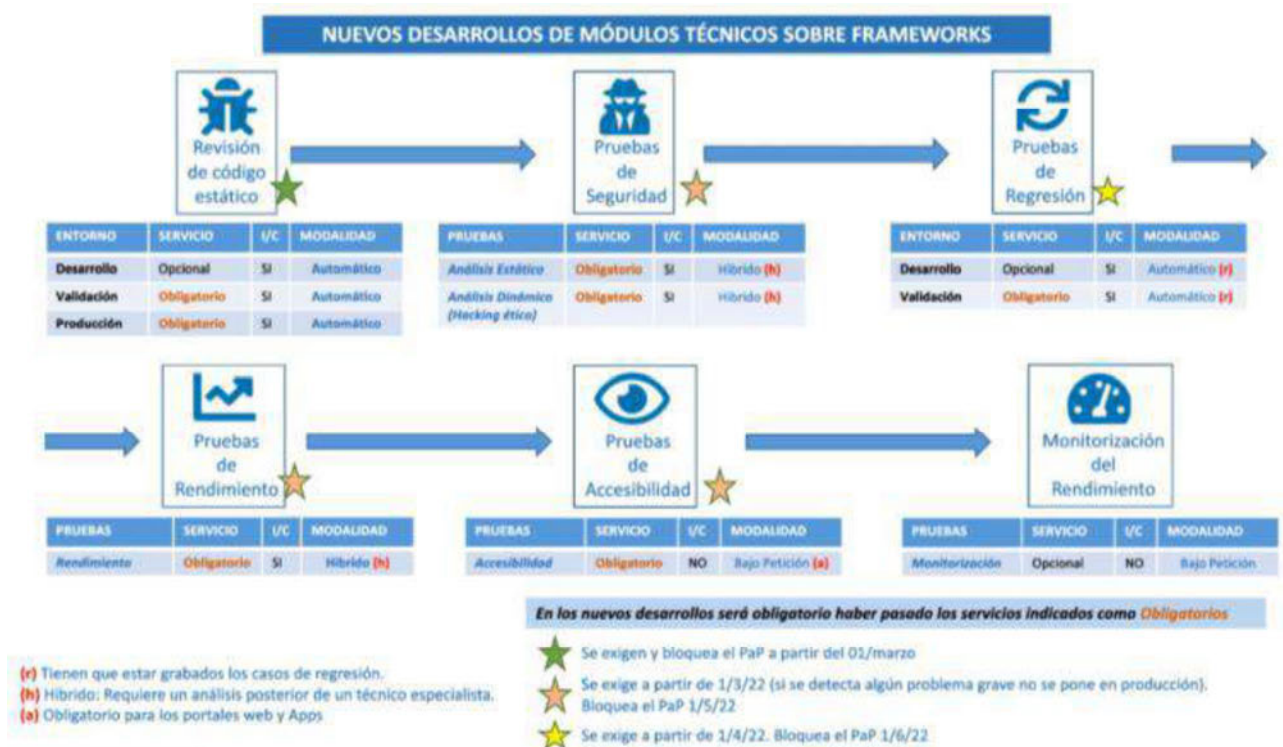 NUEVOS DESARROLLOS DE MÓDULOS TÉCNICOS SOBRE FRAMEWORKS
Revisión
de código
estático
Pruebas
de
Seguridad
Pruebas
de
Regresión
ENTORNO SERVICIO I/C MODALIDAD
Desarrollo Opcional SI Automático
Validación Obligatorio SI Automático
Producción Obligatorio SI Automático
PRUEBAS SERVICIO I/C MODALIDAD
Análisis Estático Obligatorio SI Híbrido (h)
Análisis Dinámico Obligatorio SI Híbrido (h)
(Hacking ético)
ENTORNO SERVICIO I/C MODALIDAD
Desarrollo Opcional SI Automático (r)
Validación Obligatorio SI Automático (r)
Pruebas
de
Rendimiento
Pruebas
de
Accesibilidad
Monitorización
del
Rendimiento
PRUEBAS SERVICIO I/C MODALIDAD
Rendimiento Obligatorio SI Híbrido (h)
PRUEBAS SERVICIO I/C MODALIDAD
Accesibilidad Obligatorio NO Bajo Petición (a)
PRUEBAS SERVICIO I/C MODALIDAD
Monitorización Opcional NO Bajo Petición
En los nuevos desarrollos será obligatorio haber pasado los servicios indicados como Obligatorios
Se exigen y bloquea el PaP a partir del 01/marzo
Se exige a partir de 1/3/22 (si se detecta algún problema grave no se pone en producción).
Bloquea el PaP 1/5/22
Se exige a partir de 1/4/22. Bloquea el PaP 1/6/22
(r) Tienen que estar grabados los casos de regresión.
(h) Híbrido: Requiere un análisis posterior de un técnico especialista.
(a) Obligatorio para los portales web y Apps